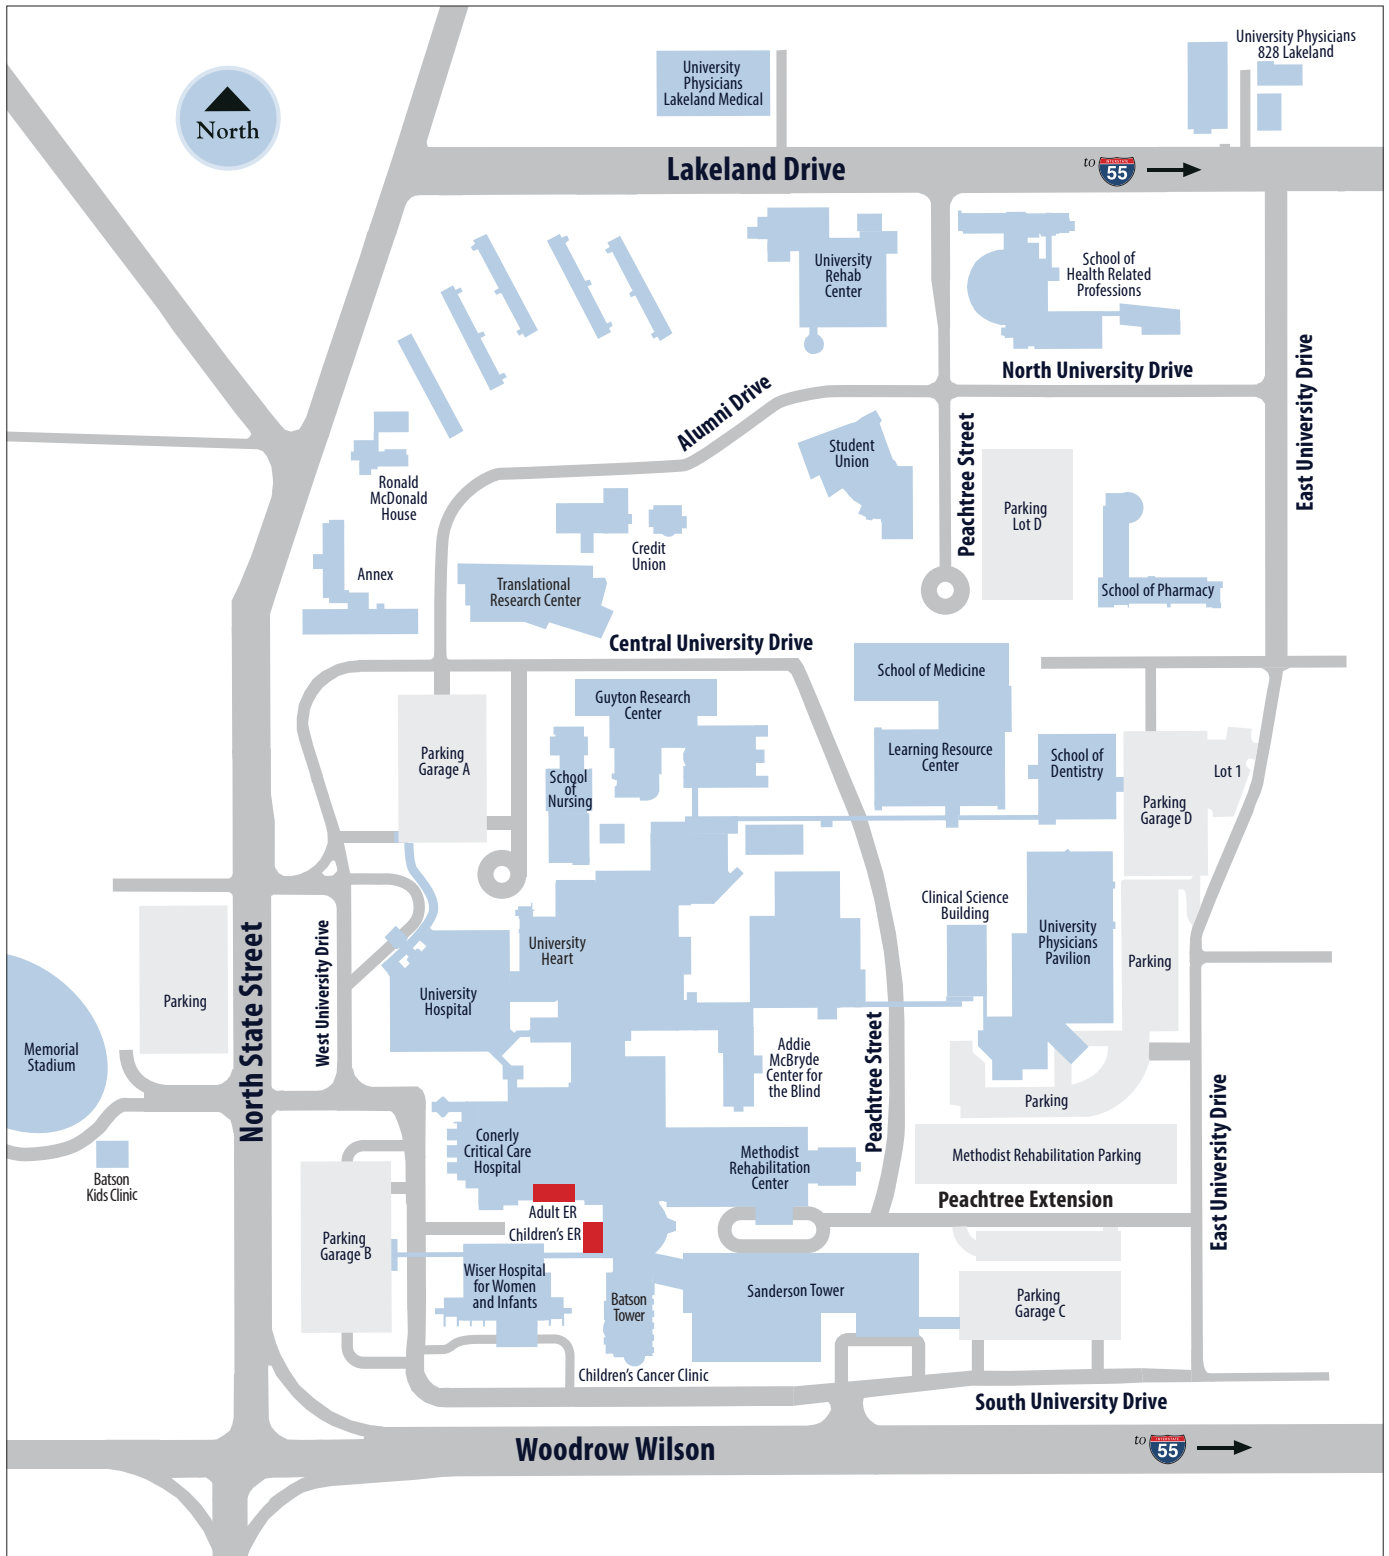 University Physicians
828 Lakeland
University
Physicians
Lakeland Medical
North
Lakeland Drive
to
INTERSTATE
55
University
Rehab
Center
School of
Health Related
Professions
North University Drive
East University Drive
Alumni Drive
Student
Union
Peachtree Street
Parking
Lot D
Ronald
McDonald
House
Credit
Union
Annex
Translational
Research Center
School of Pharmacy
Central University Drive
School of Medicine
Guyton Research
Center
Parking
Garage A
School
of
Nursing
Learning Resource
Center
School of
Dentistry
Lot 1
Parking
Garage D
Clinical Science
Building
University
Physicians
Pavilion
Parking
University
Heart
University
Hospital
West University Drive
North State Street
Parking
Memorial
Stadium
Addie
McBryde
Center for
the Blind
Peachtree Street
Parking
East University Drive
Batson
Kids Clinic
Conerly
Critical Care
Hospital
Methodist
Rehabilitation
Center
Methodist Rehabilitation Parking
Peachtree Extension
Adult ER
Children's ER
Parking
Garage B
Wiser Hospital
for Women
and Infants
Batson
Tower
Sanderson Tower
Parking
Garage C
Children's Cancer Clinic
South University Drive
Woodrow Wilson
to
INTERSTATE
55